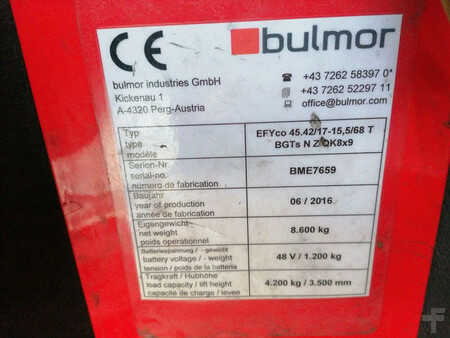 CE
bulmor
bulmor industries GmbH
Kickenau 1
A-4320 Perg-Austria
+43 7262 58397 0*
+43 7262 52297 11
office@bulmor.com
Typ
type
modèle
EFYco 45.42/17-15,5/68 T
BGTs N Z QK8x9
Serien-Nr.
serial-no.
numéro de fabrication
BME7659
Baujahr
year of production
année de fabrication
06 / 2016
Eigengewicht
net weight
poids operationnel
8.600 kg
Batteriespannung / - gewicht
battery voltage / - weight
tension / poids de la batterie
48 V / 1.200 kg
Tragkraft / Hubhöhe
load capacity / lift height
capacité de charge / levée
4.200 kg / 3.500 mm